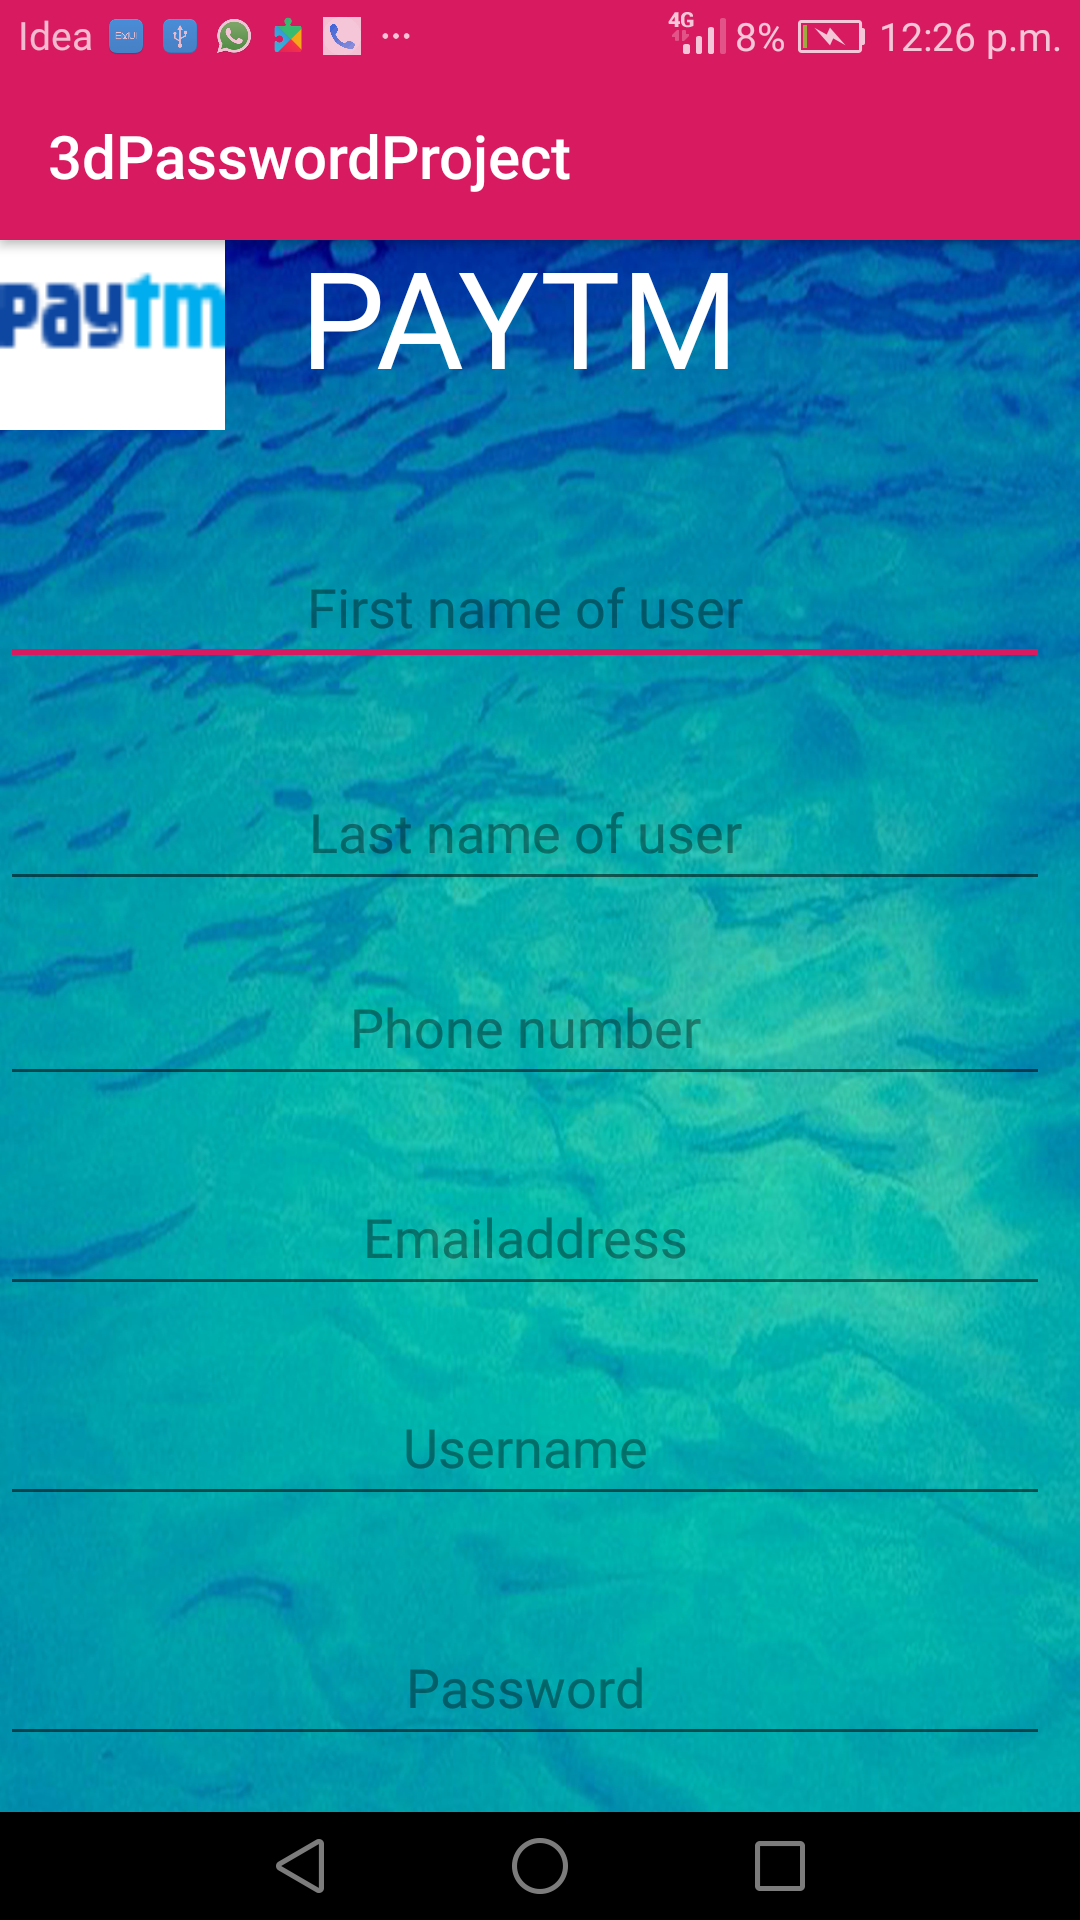 Idea EMUI 4G 8% 12:26 p.m.
3dPasswordProject
paytm PAYTM
First name of user
Last name of user
Phone number
Emailaddress
Username
Password